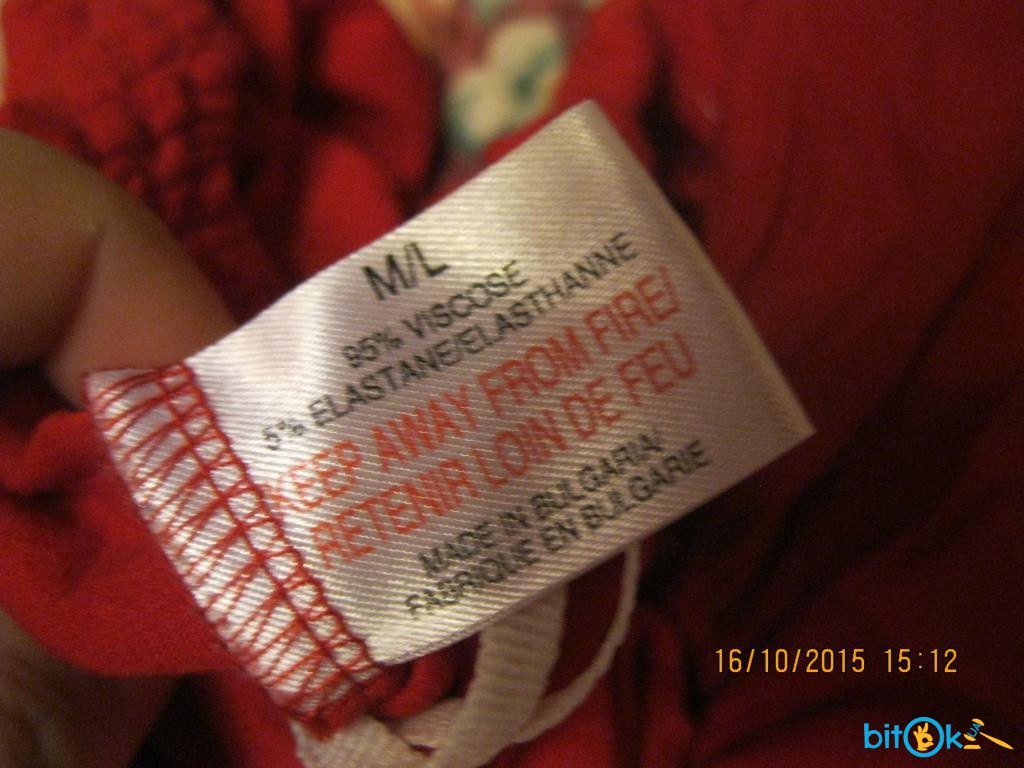 M/L
95% VISCOSE
5% ELASTANE/ELASTHANNE
KEEP AWAY FROM FIRE/
RETENIR LOIN DE FEU
MADE IN BULGARIA/
FABRIQUE EN BULGARIE
16/10/2015 15:12
bitOk UA